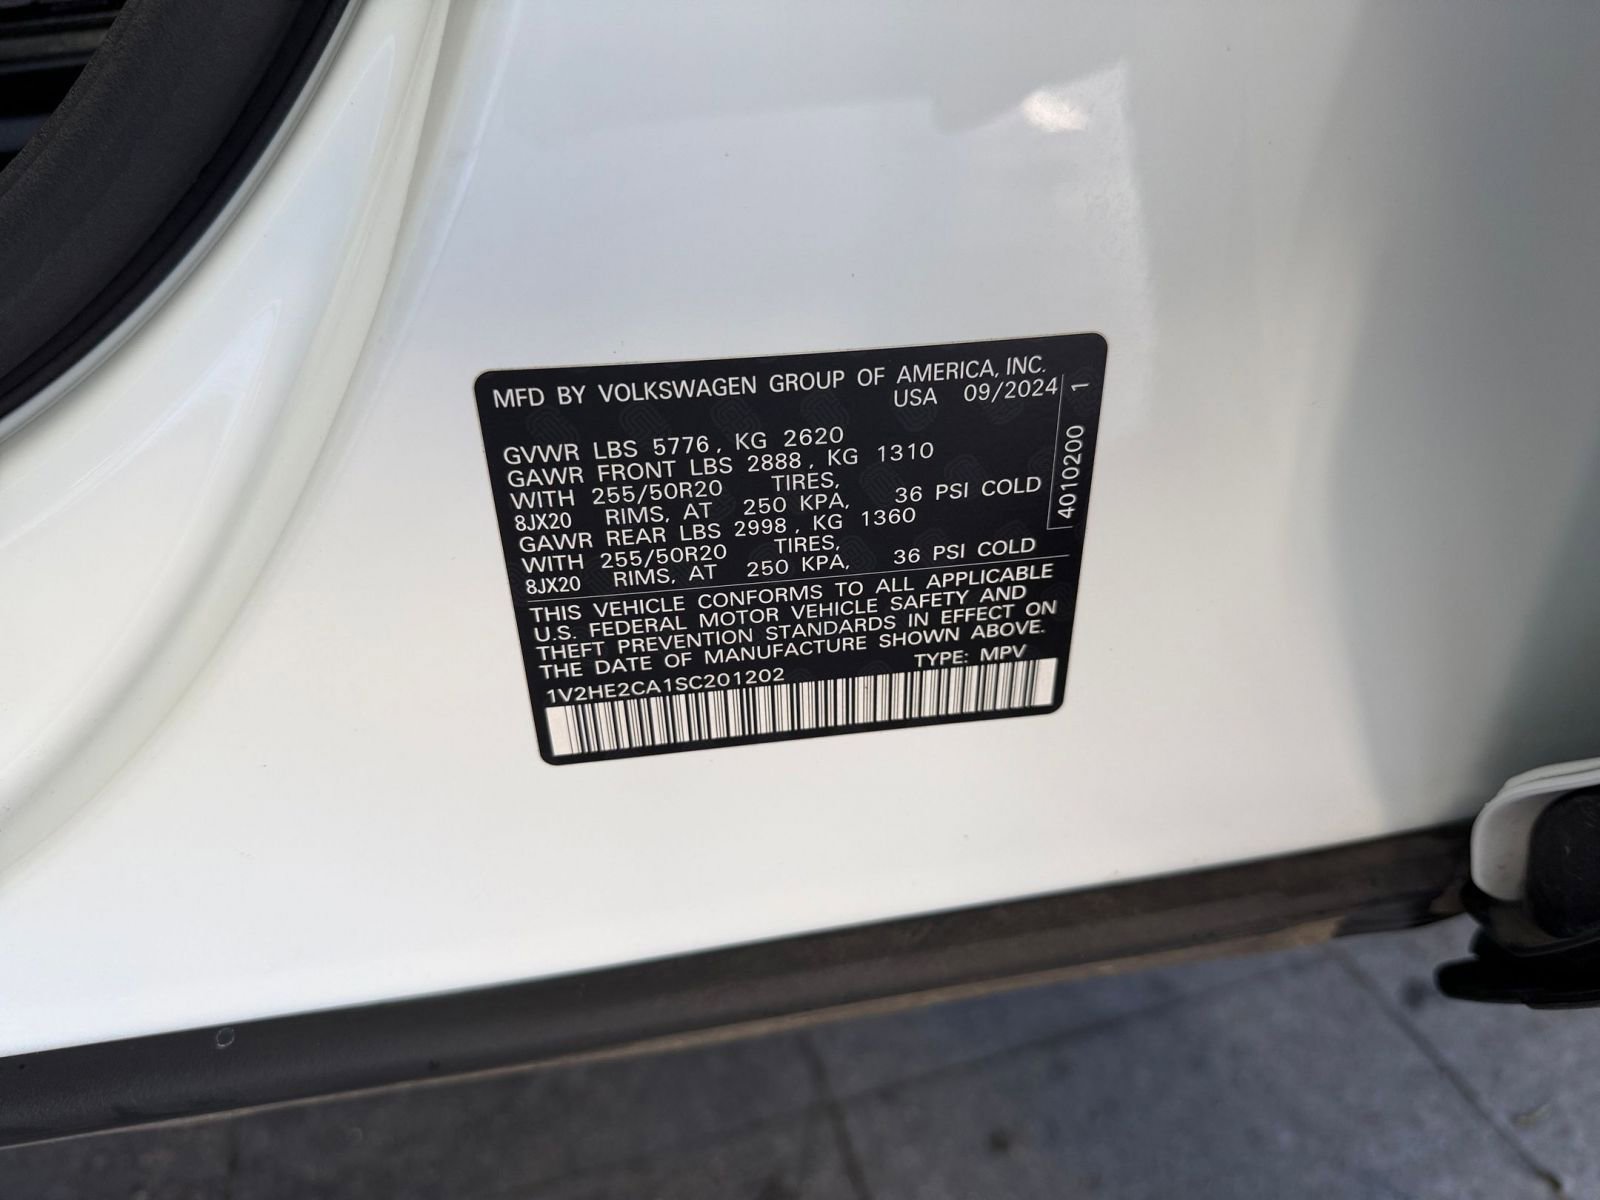 MFD BY VOLKSWAGEN GROUP OF AMERICA, INC.
USA 09/2024
GVWR LBS 5776, KG 2620
GAWR FRONT LBS 2888, KG 1310
WITH 255/50R20 TIRES,
8JX20 RIMS, AT 250 KPA, 36 PSI COLD
GAWR REAR LBS 2998, KG 1360
WITH 255/50R20 TIRES,
8JX20 RIMS, AT 250 KPA, 36 PSI COLD
THIS VEHICLE CONFORMS TO ALL APPLICABLE
U.S. FEDERAL MOTOR VEHICLE SAFETY AND
THEFT PREVENTION STANDARDS IN EFFECT ON
THE DATE OF MANUFACTURE SHOWN ABOVE.
1V2HE2CA1SC201202 TYPE: MPV
4010200 1